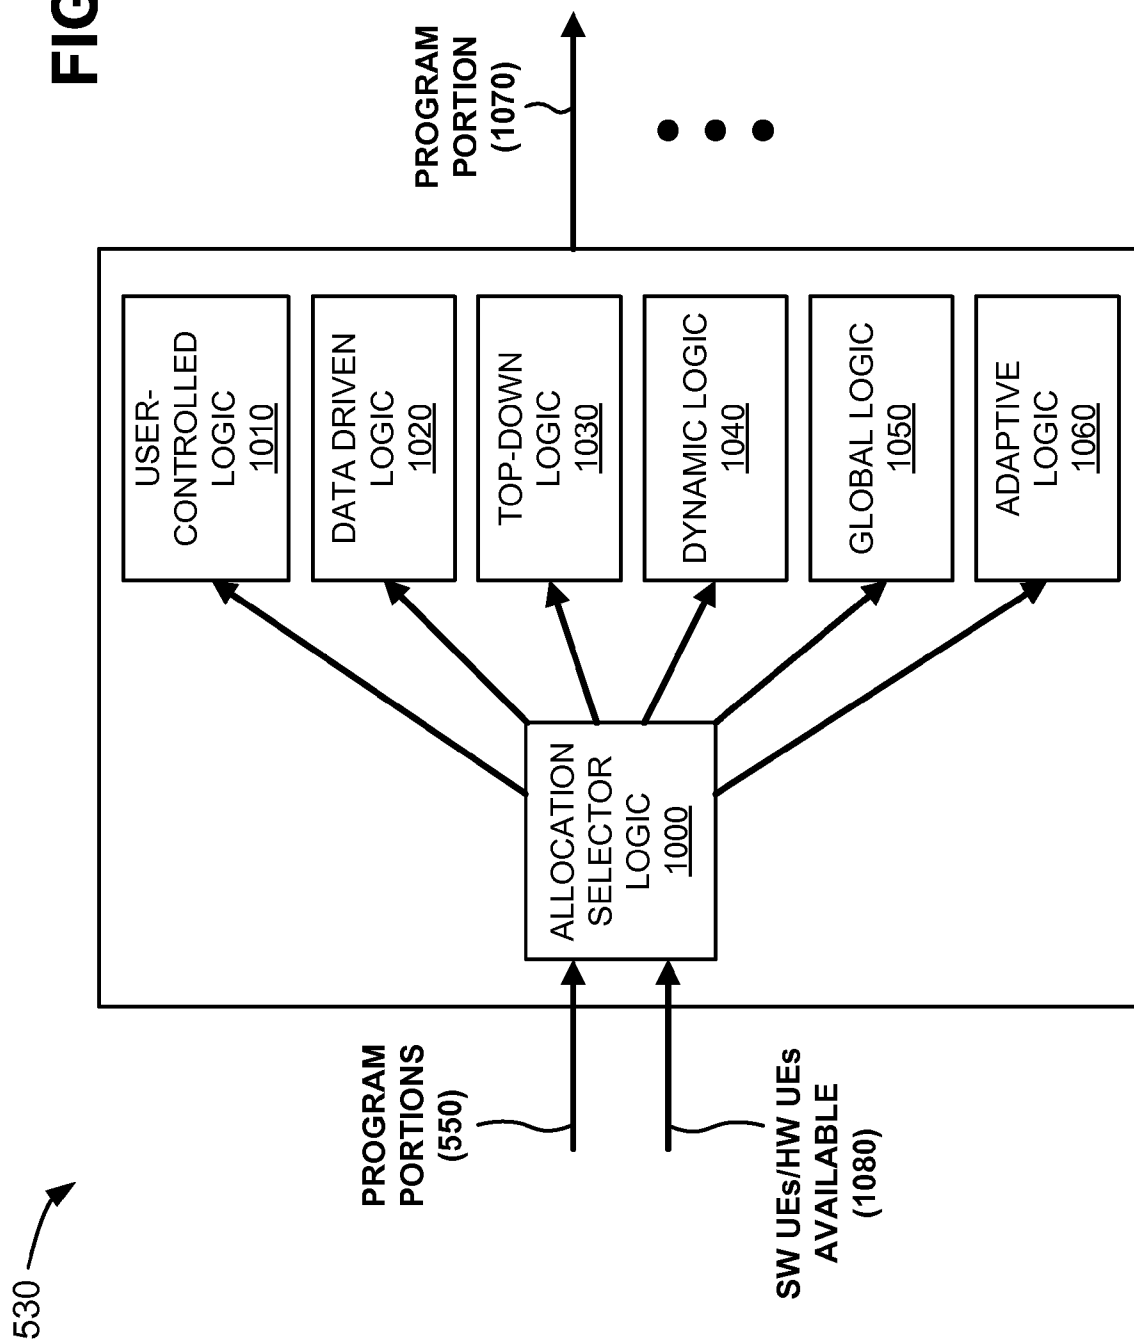 FIG
530
PROGRAM
PORTIONS
(550)
SW UEs/HW UEs
AVAILABLE
(1080)
ALLOCATION
SELECTOR
LOGIC
1000
USER-
CONTROLLED
LOGIC
1010
DATA DRIVEN
LOGIC
1020
TOP-DOWN
LOGIC
1030
DYNAMIC LOGIC
1040
GLOBAL LOGIC
1050
ADAPTIVE
LOGIC
1060
PROGRAM
PORTION
(1070)